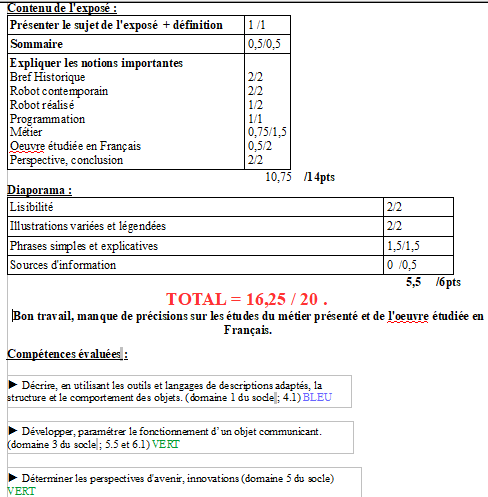 Contenu de l'exposé :
Présenter le sujet de l'exposé + définition 1 /1
Sommaire 0,5/0,5
Expliquer les notions importantes
Bref Historique 2/2
Robot contemporain 2/2
Robot réalisé 1/2
Programmation 1/1
Métier 0,75/1,5
Oeuvre étudiée en Français 0,5/2
Perspective, conclusion 2/2
10,75 /14pts
Diaporama :
Lisibilité 2/2
Illustrations variées et légendées 2/2
Phrases simples et explicatives 1,5/1,5
Sources d'information 0 /0,5
5,5 /6pts
TOTAL = 16,25 / 20 .
Bon travail, manque de précisions sur les études du métier présenté et de l'oeuvre étudiée en
Français.
Compétences évaluées :
► Décrire, en utilisant les outils et langages de descriptions adaptés, la
structure et le comportement des objets. (domaine 1 du socle ; 4.1) BLEU
► Développer, paramétrer le fonctionnement d’un objet communicant.
(domaine 3 du socle ; 5.5 et 6.1) VERT
► Déterminer les perspectives d'avenir, innovations (domaine 5 du socle)
VERT